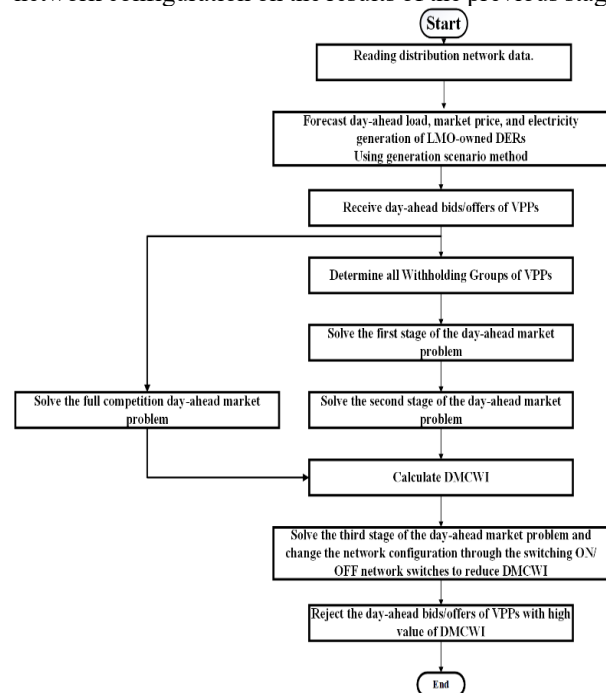 network configuration on the results of the previous stag
Start
Reading distribution network data.
Forecast day-ahead load, market price, and electricity
generation of LMO-owned DERs
Using generation scenario method
Receive day-ahead bids/offers of VPPs
Determine all Withholding Groups of VPPs
Solve the first stage of the day-ahead market
problem
Solve the full competition day-ahead market
problem
Solve the second stage of the day-ahead market
problem
Calculate DMCWI
Solve the third stage of the day-ahead market problem and
change the network configuration through the switching ON/
OFF network switches to reduce DMCWI
Reject the day-ahead bids/offers of VPPs with high
value of DMCWI
End